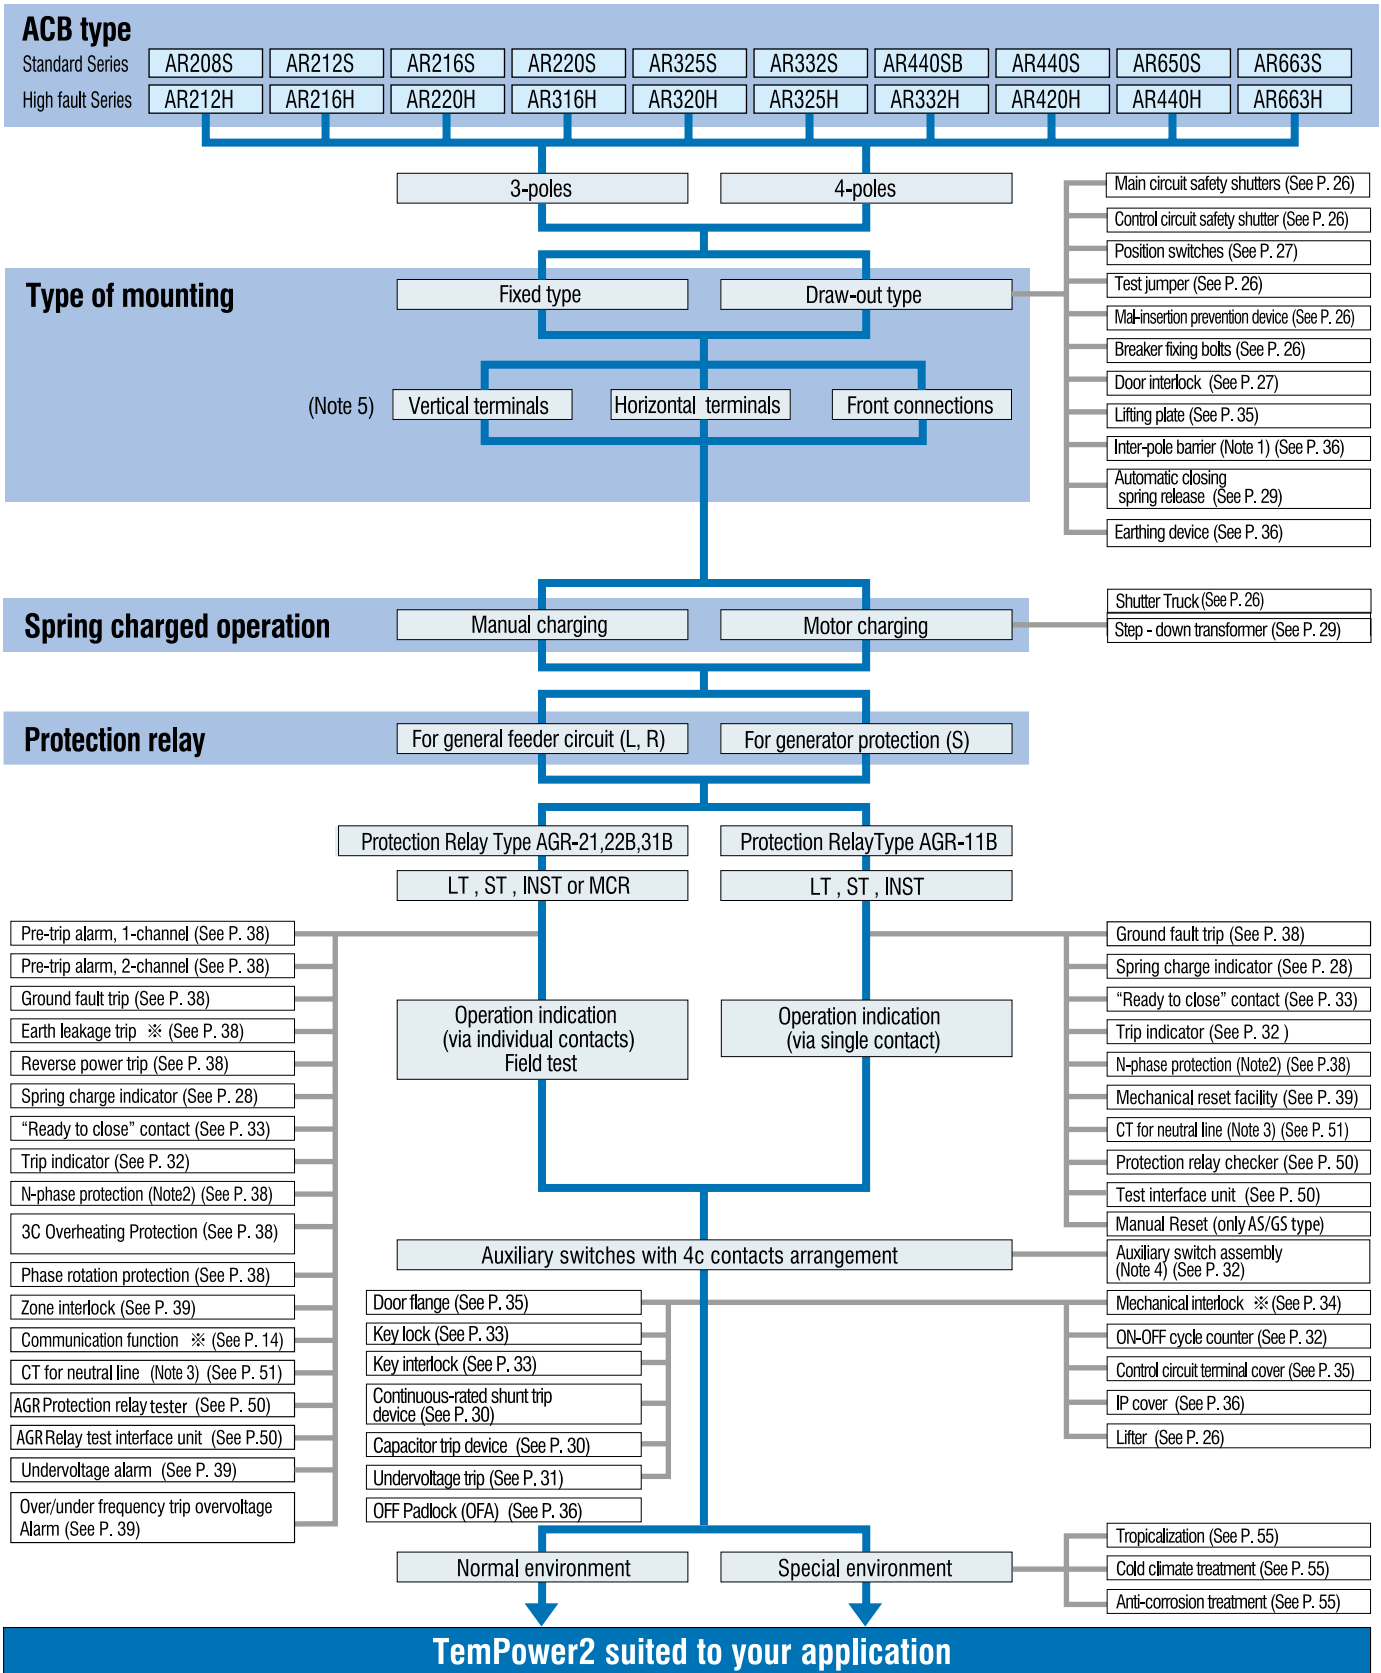 ACB type
Standard Series
AR208S
AR212S
AR216S
AR220S
AR325S
AR332S
AR440SB
AR440S
AR650S
AR663S
High fault Series
AR212H
AR216H
AR220H
AR316H
AR320H
AR325H
AR332H
AR420H
AR440H
AR663H
3-poles
4-poles
Type of mounting
Fixed type
Draw-out type
(Note 5)
Vertical terminals
Horizontal terminals
Front connections
Main circuit safety shutters (See P. 26)
Control circuit safety shutter (See P. 26)
Position switches (See P. 27)
Test jumper (See P. 26)
Mal-insertion prevention device (See P. 26)
Breaker fixing bolts (See P. 26)
Door interlock (See P. 27)
Lifting plate (See P. 35)
Inter-pole barrier (Note 1) (See P. 36)
Automatic closing
spring release (See P. 29)
Earthing device (See P. 36)
Spring charged operation
Manual charging
Motor charging
Shutter Truck (See P. 26)
Step - down transformer (See P. 29)
Protection relay
For general feeder circuit (L, R)
For generator protection (S)
Protection Relay Type AGR-21,22B,31B
Protection RelayType AGR-11B
LT , ST , INST or MCR
LT , ST , INST
Pre-trip alarm, 1-channel (See P. 38)
Pre-trip alarm, 2-channel (See P. 38)
Ground fault trip (See P. 38)
Earth leakage trip ※ (See P. 38)
Reverse power trip (See P. 38)
Spring charge indicator (See P. 28)
“Ready to close” contact (See P. 33)
Trip indicator (See P. 32)
N-phase protection (Note2) (See P. 38)
3C Overheating Protection (See P. 38)
Phase rotation protection (See P. 38)
Zone interlock (See P. 39)
Communication function ※ (See P. 14)
CT for neutral line (Note 3) (See P. 51)
AGR Protection relay tester (See P. 50)
AGR Relay test interface unit (See P.50)
Undervoltage alarm (See P. 39)
Over/under frequency trip overvoltage
Alarm (See P. 39)
Operation indication
(via individual contacts)
Field test
Operation indication
(via single contact)
Ground fault trip (See P. 38)
Spring charge indicator (See P. 28)
“Ready to close” contact (See P. 33)
Trip indicator (See P. 32 )
N-phase protection (Note2) (See P.38)
Mechanical reset facility (See P. 39)
CT for neutral line (Note 3) (See P. 51)
Protection relay checker (See P. 50)
Test interface unit (See P. 50)
Manual Reset (only AS/GS type)
Auxiliary switches with 4c contacts arrangement
Auxiliary switch assembly
(Note 4) (See P. 32)
Door flange (See P. 35)
Key lock (See P. 33)
Key interlock (See P. 33)
Continuous-rated shunt trip
device (See P. 30)
Capacitor trip device (See P. 30)
Undervoltage trip (See P. 31)
OFF Padlock (OFA) (See P. 36)
Mechanical interlock ※ (See P. 34)
ON-OFF cycle counter (See P. 32)
Control circuit terminal cover (See P. 35)
IP cover (See P. 36)
Lifter (See P. 26)
Normal environment
Special environment
Tropicalization (See P. 55)
Cold climate treatment (See P. 55)
Anti-corrosion treatment (See P. 55)
TemPower2 suited to your application